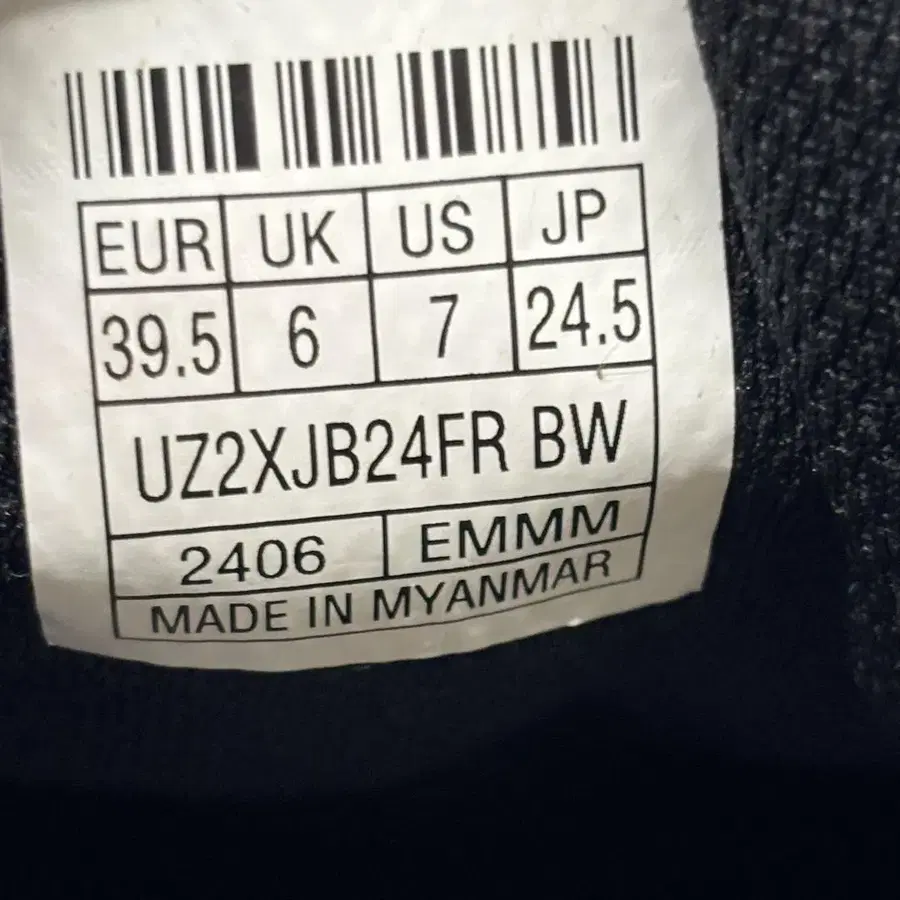 EUR UK US JP
39.5 6 7 24.5
UZ2XJB24FR BW
2406 EMMM
MADE IN MYANMAR